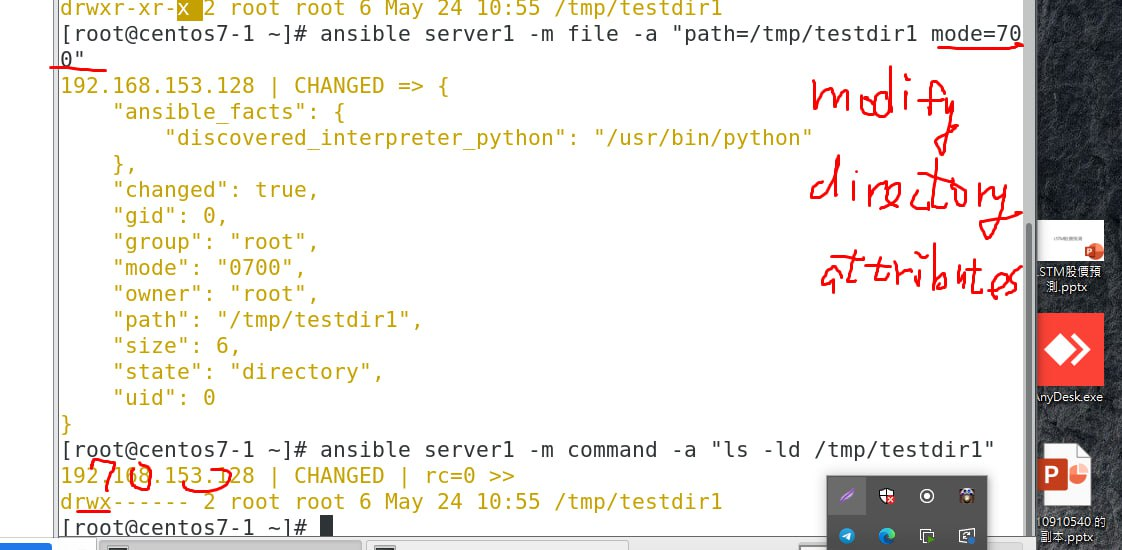 drwxr-xr-x 2 root root 6 May 24 10:55 /tmp/testdir1
[root@centos7-1 ~]# ansible server1 -m file -a "path=/tmp/testdir1 mode=70
0"
192.168.153.128 | CHANGED => {
    "ansible_facts": {
        "discovered_interpreter_python": "/usr/bin/python"
    },
    "changed": true,
    "gid": 0,
    "group": "root",
    "mode": "0700",
    "owner": "root",
    "path": "/tmp/testdir1",
    "size": 6,
    "state": "directory",
    "uid": 0
}
[root@centos7-1 ~]# ansible server1 -m command -a "ls -ld /tmp/testdir1"
192.168.153.128 | CHANGED | rc=0 >>
drwx------ 2 root root 6 May 24 10:55 /tmp/testdir1
[root@centos7-1 ~]#
modify
directory
attributes
7 0 0
LSTM股價預
測.pptx
AnyDesk.exe
10910540 的
副本.pptx